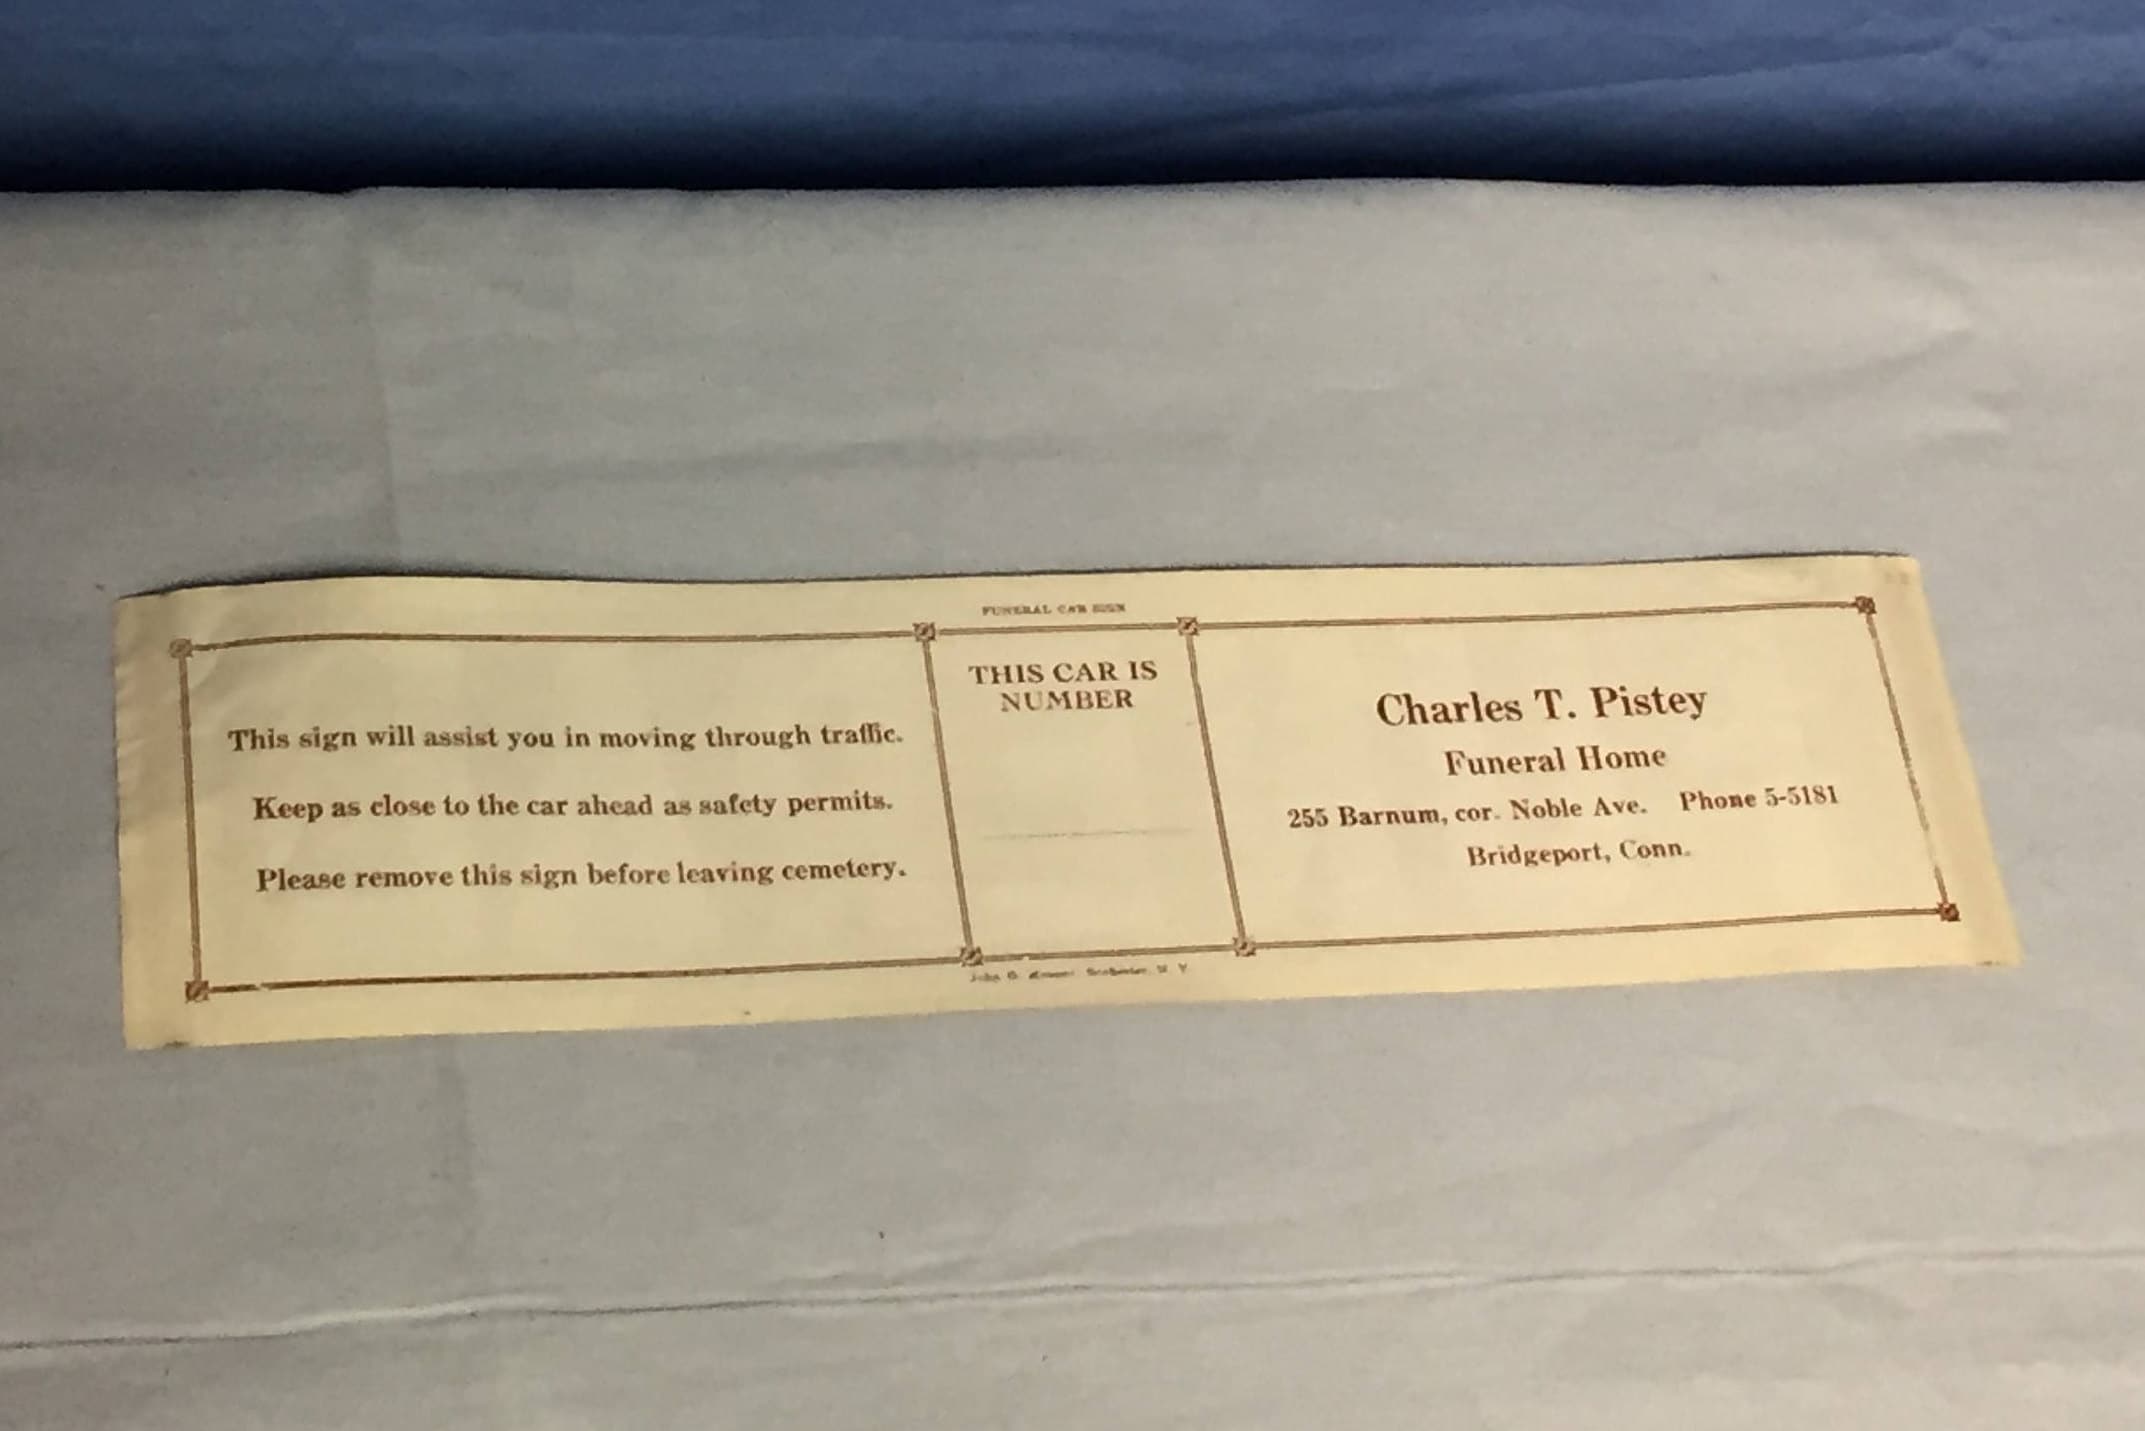 FUNERAL CAR SIGN
This sign will assist you in moving through traffic.
Keep as close to the car ahead as safety permits.
Please remove this sign before leaving cemetery.
THIS CAR IS
NUMBER
Charles T. Pistey
Funeral Home
255 Barnum, cor. Noble Ave. Phone 5-5181
Bridgeport, Conn.
John N. Y.